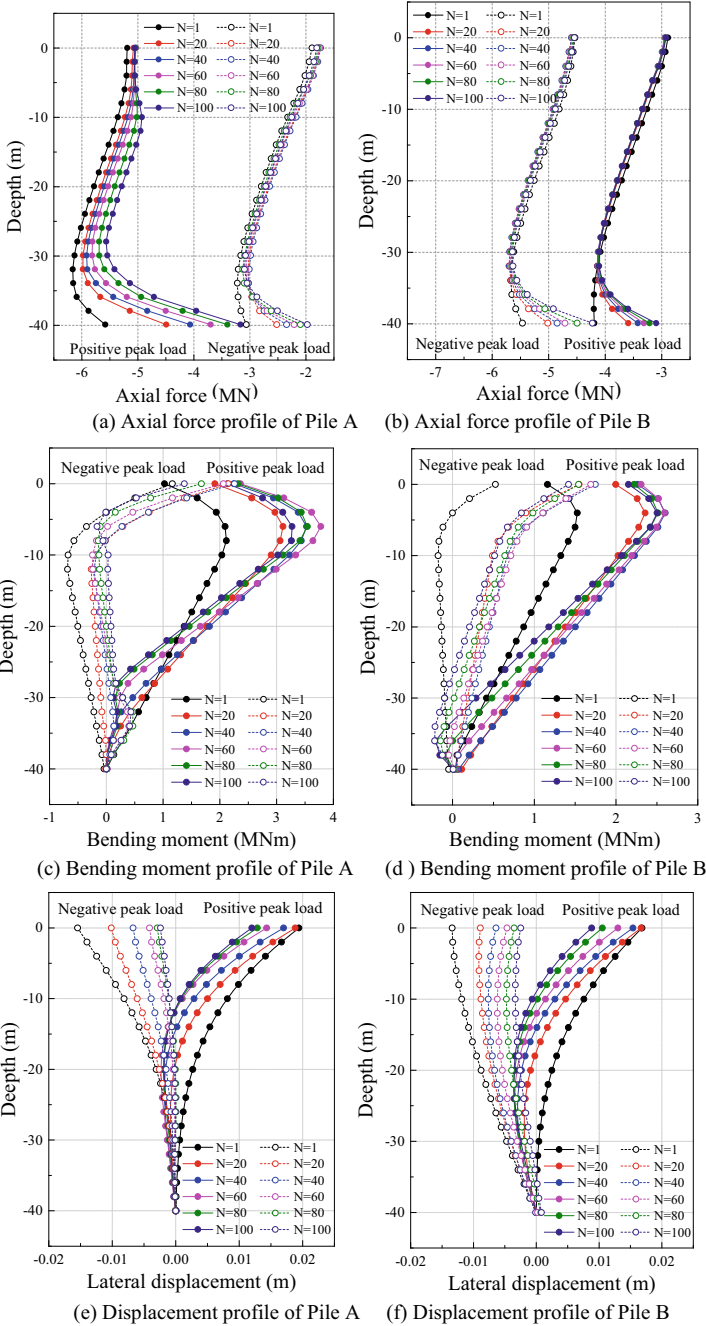 N=1 N=1
N=20 N=20
N=40 N=40
N=60 N=60
N=80 N=80
N=100 N=100
0
-10
-20
-30
-40
Deepth (m)
Positive peak load Negative peak load
-6 -5 -4 -3 -2
Axial force (MN)
(a) Axial force profile of Pile A
N=1 N=1
N=20 N=20
N=40 N=40
N=60 N=60
N=80 N=80
N=100 N=100
0
-10
-20
-30
-40
Deepth (m)
Negative peak load Positive peak load
-7 -6 -5 -4 -3
Axial force (MN)
(b) Axial force profile of Pile B
Negative peak load Positive peak load
0
-10
-20
-30
-40
Deepth (m)
N=1 N=1
N=20 N=20
N=40 N=40
N=60 N=60
N=80 N=80
N=100 N=100
-1 0 1 2 3 4
Bending moment (MNm)
(c) Bending moment profile of Pile A
Negative peak load Positive peak load
0
-10
-20
-30
-40
Deepth (m)
N=1 N=1
N=20 N=20
N=40 N=40
N=60 N=60
N=80 N=80
N=100 N=100
0 1 2 3
Bending moment (MNm)
(d ) Bending moment profile of Pile B
Negative peak load Positive peak load
0
-10
-20
-30
-40
Deepth (m)
N=1 N=1
N=20 N=20
N=40 N=40
N=60 N=60
N=80 N=80
N=100 N=100
-0.02 -0.01 0.00 0.01 0.02
Lateral displacement (m)
(e) Displacement profile of Pile A
Negative peak load Positive peak load
0
-10
-20
-30
-40
Deepth (m)
N=1 N=1
N=20 N=20
N=40 N=40
N=60 N=60
N=80 N=80
N=100 N=100
-0.02 -0.01 0.00 0.01 0.02
Lateral displacement (m)
(f) Displacement profile of Pile B